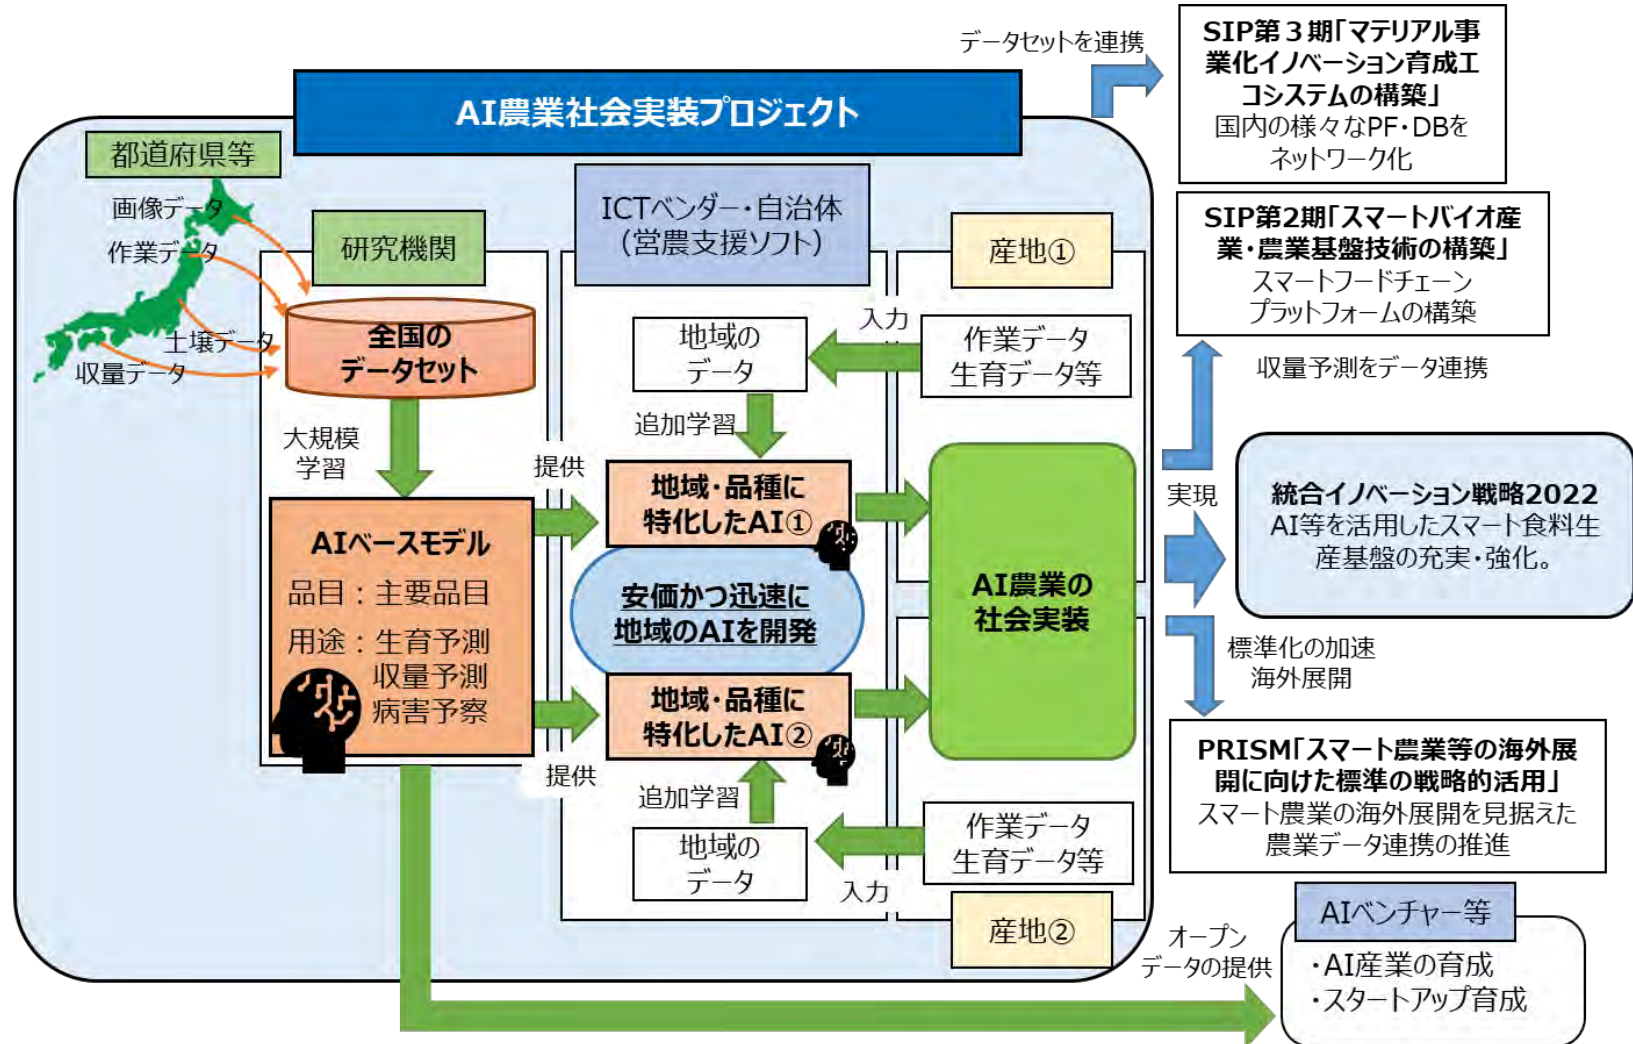 AI農業社会実装プロジェクト
都道府県等
画像データ
作業データ
土壌データ
収量データ
研究機関
全国の
データセット
大規模
学習
AIベースモデル
品目：主要品目
用途：生育予測
収量予測
病害予察
提供
提供
ICTベンダー・自治体
（営農支援ソフト）
地域の
データ
追加学習
地域・品種に
特化したAI①
安価かつ迅速に
地域のAIを開発
地域・品種に
特化したAI②
追加学習
地域の
データ
産地①
入力
作業データ
生育データ等
AI農業の
社会実装
作業データ
生育データ等
入力
産地②
データセットを連携
SIP第３期「マテリアル事
業化イノベーション育成エ
コシステムの構築」
国内の様々なPF・DBを
ネットワーク化
SIP第2期「スマートバイオ産
業・農業基盤技術の構築」
スマートフードチェーン
プラットフォームの構築
収量予測をデータ連携
実現
統合イノベーション戦略2022
AI等を活用したスマート食料生
産基盤の充実・強化。
標準化の加速
海外展開
PRISM「スマート農業等の海外展
開に向けた標準の戦略的活用」
スマート農業の海外展開を見据えた
農業データ連携の推進
オープン
データの提供
AIベンチャー等
・AI産業の育成
・スタートアップ育成